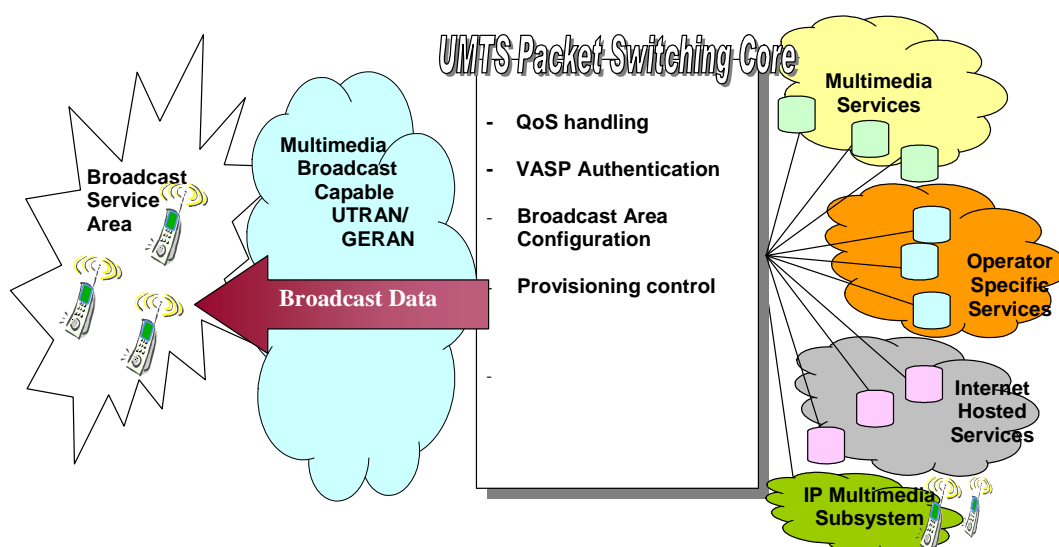 UMTS Packet Switching Core
Broadcast
Service
Area
Multimedia
Broadcast
Capable
UTRAN/
GERAN
Broadcast Data
- QoS handling
- VASP Authentication
- Broadcast Area
Configuration
- Provisioning control
-
Multimedia
Services
Operator
Specific
Services
Internet
Hosted
Services
IP Multimedia
Subsystem